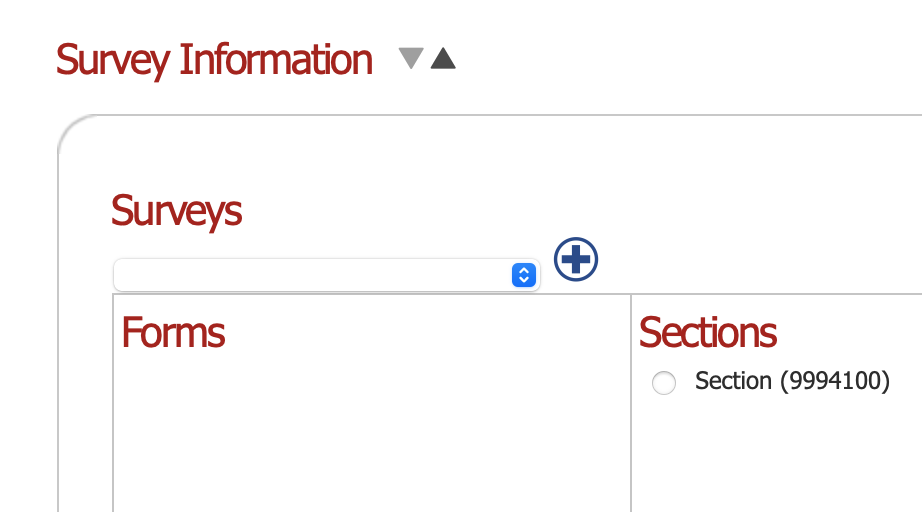 Survey Information
Surveys
Forms
Sections
Section (9994100)